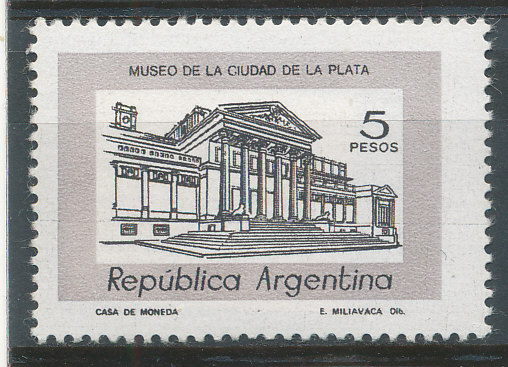 MUSEO DE LA CIUDAD DE LA PLATA
5
PESOS
República Argentina
CASA DE MONEDA
E. MILIAVACA Dib.